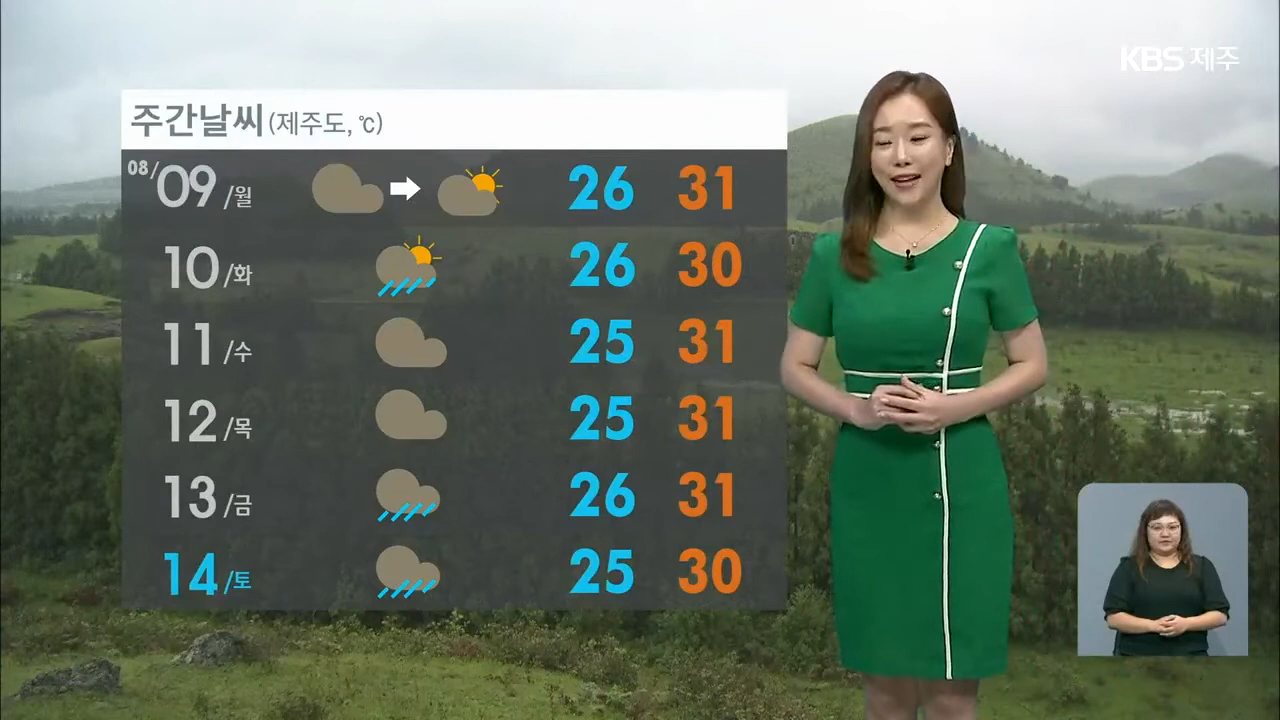 KBS 제주
주간날씨 (제주도, ℃)
08/09/월 26 31
10/화 26 30
11/수 25 31
12/목 25 31
13/금 26 31
14/토 25 30